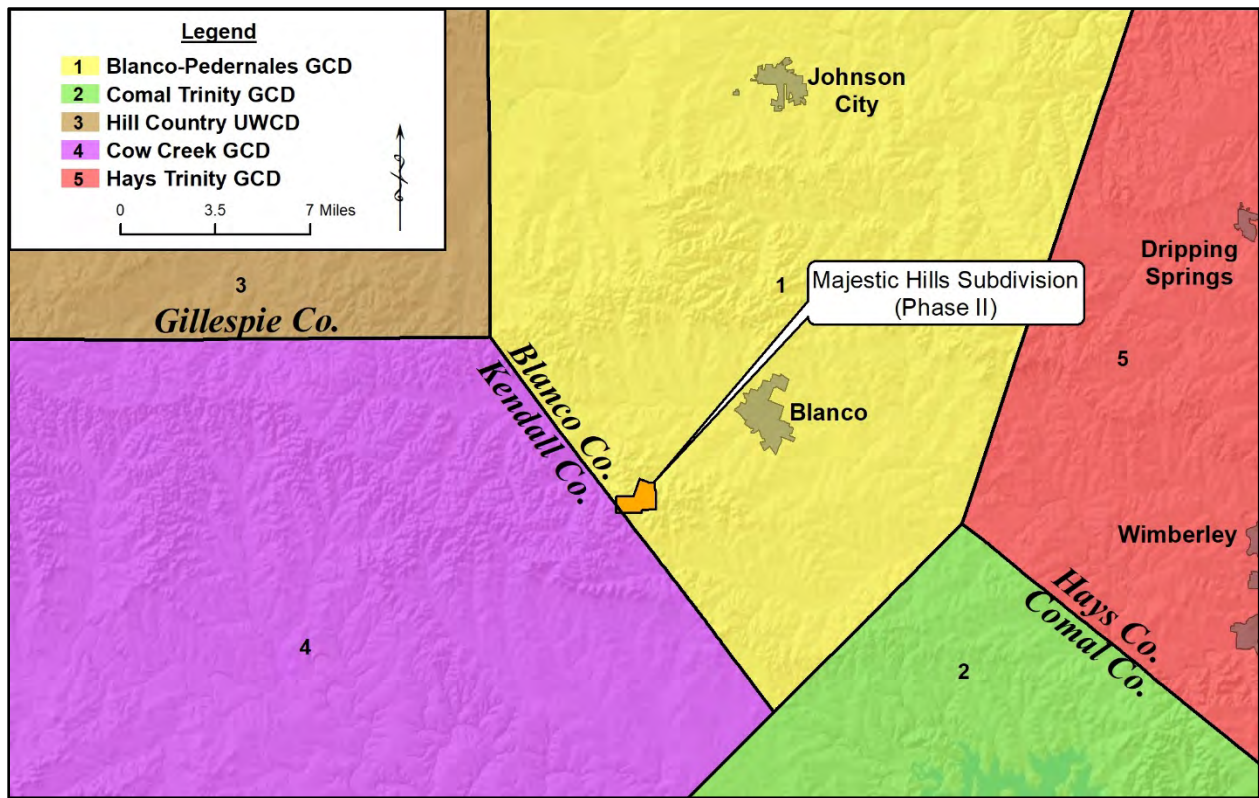 Legend
1 Blanco-Pedernales GCD
2 Comal Trinity GCD
3 Hill Country UWCD
4 Cow Creek GCD
5 Hays Trinity GCD
0 3.5 7 Miles
Johnson
City
Dripping
Springs
3
Gillespie Co.
1
Majestic Hills Subdivision
(Phase II)
5
Blanco Co.
Kendall Co.
Blanco
Wimberley
Hays Co.
Comal Co.
4
2